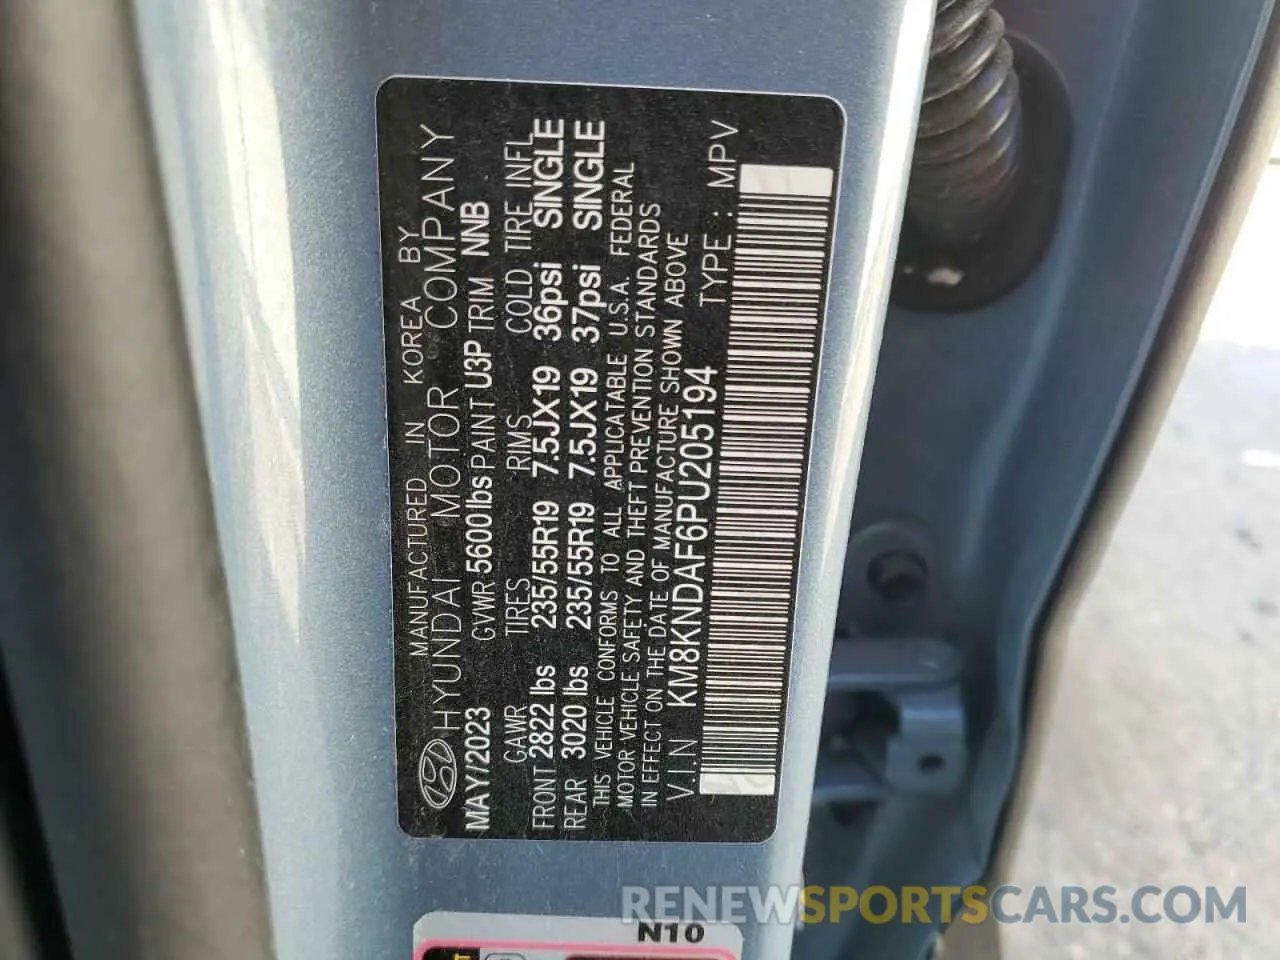 MANUFACTURED IN KOREA BY
HYUNDAI MOTOR COMPANY
MAY/2023 GVWR 5600 lbs PAINT U3P TRIM NNB
GAWR TIRES RIMS COLD TIRE INFL
FRONT 2822 lbs 235/55R19 7.5JX19 36psi SINGLE
REAR 3020 lbs 235/55R19 7.5JX19 37psi SINGLE
THIS VEHICLE CONFORMS TO ALL APPLICATABLE U.S.A. FEDERAL
MOTOR VEHICLE SAFETY AND THEFT PREVENTION STANDARDS
IN EFFECT ON THE DATE OF MANUFACTURE SHOWN ABOVE
V.I.N KM8KNDAF6PU205194 TYPE : MPV
N10
RENEWSPORTSCARS.COM